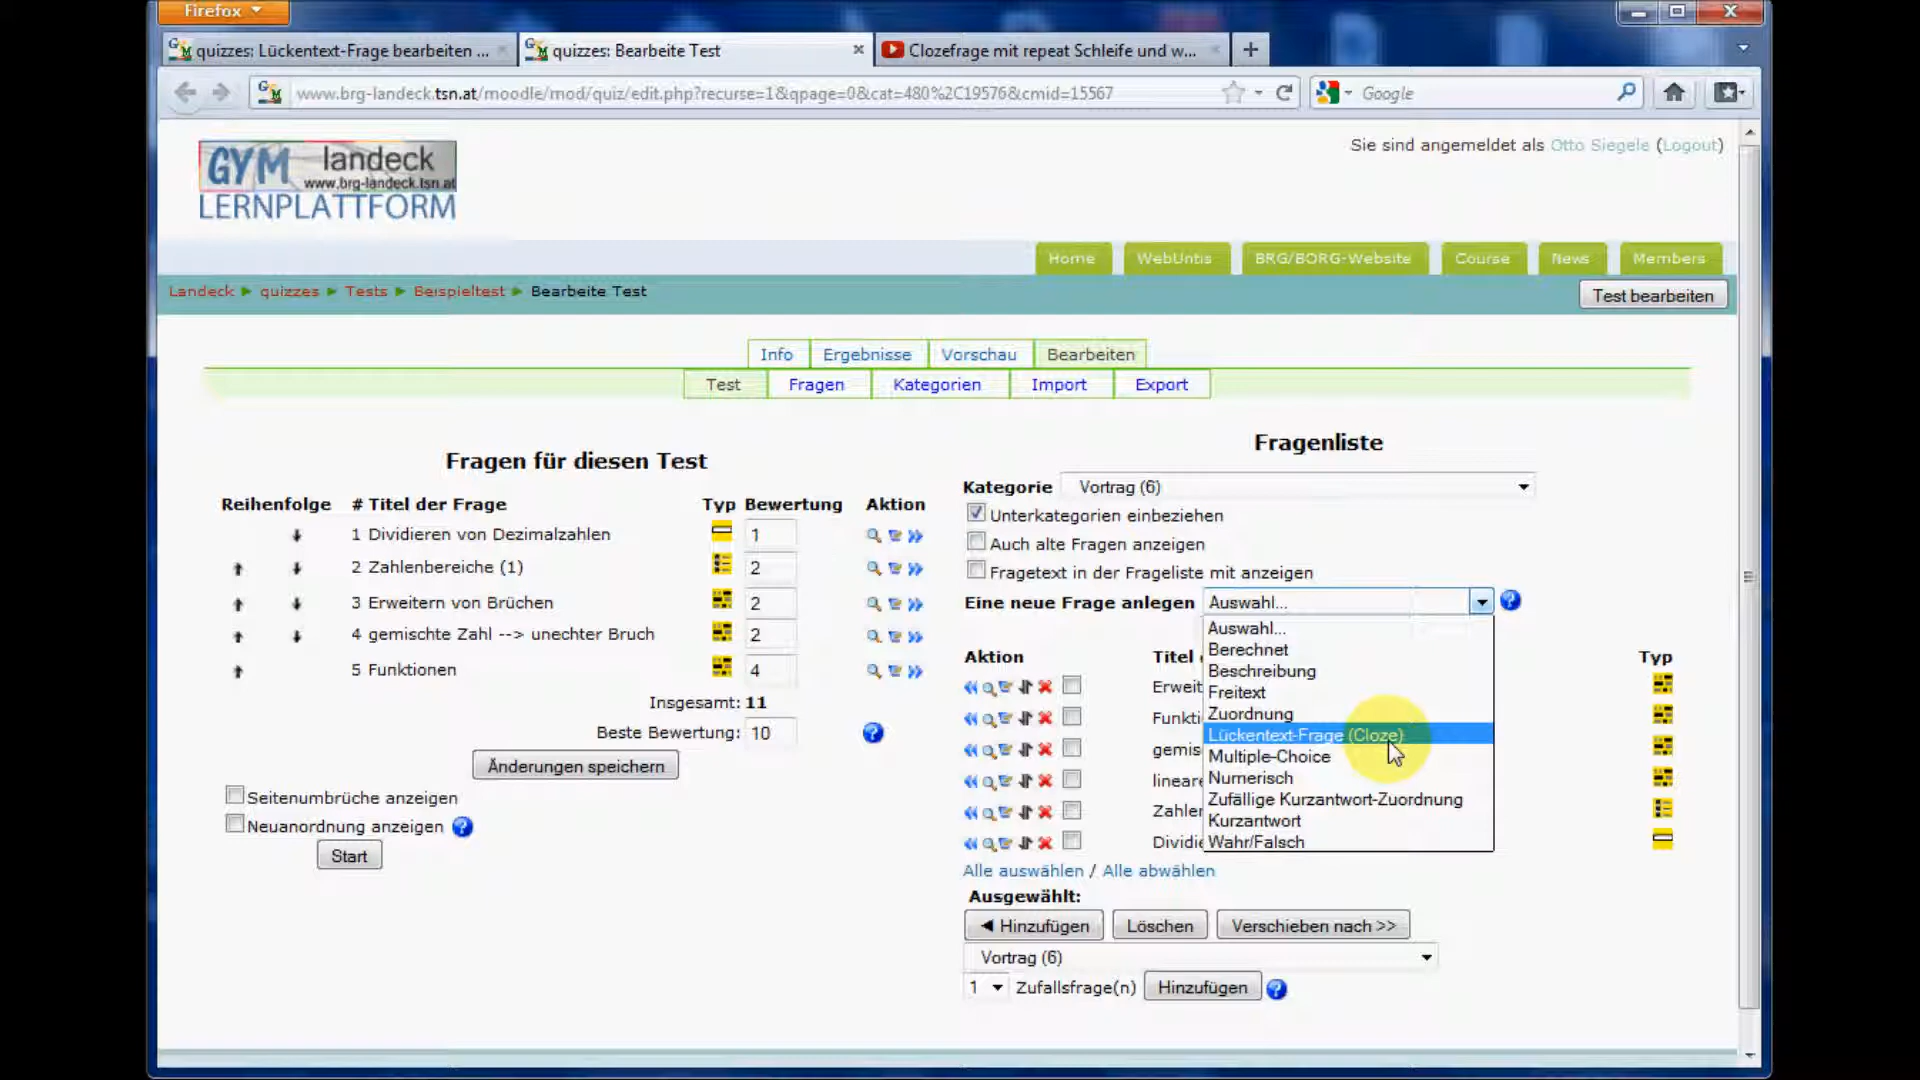 Firefox
quizzes: Lückentext-Frage bearbeiten ...
quizzes: Bearbeite Test
Clozefrage mit repeat Schleife und w...
www.brg-landeck.tsn.at/moodle/mod/quiz/edit.php?recurse=1&qpage=0&cat=480%2C19576&cmid=15567
Google
GYM landeck
www.brg-landeck.tsn.at
LERNPLATTFORM
Sie sind angemeldet als Otto Siegele (Logout)
Home WebUntis BRG/BORG-Website Course News Members
Landeck ► quizzes ► Tests ► Beispieltest ► Bearbeite Test
Test bearbeiten
Info Ergebnisse Vorschau Bearbeiten
Test Fragen Kategorien Import Export
Fragen für diesen Test
Reihenfolge # Titel der Frage Typ Bewertung Aktion
1 Dividieren von Dezimalzahlen 1
2 Zahlenbereiche (1) 2
3 Erweitern von Brüchen 2
4 gemischte Zahl --> unechter Bruch 2
5 Funktionen 4
Insgesamt: 11
Beste Bewertung: 10
Änderungen speichern
Seitenumbrüche anzeigen
Neuanordnung anzeigen
Start
Fragenliste
Kategorie Vortrag (6)
Unterkategorien einbeziehen
Auch alte Fragen anzeigen
Fragetext in der Frageliste mit anzeigen
Eine neue Frage anlegen Auswahl...
Auswahl...
Berechnet
Beschreibung
Freitext
Zuordnung
Lückentext-Frage (Cloze)
Multiple-Choice
Numerisch
Zufällige Kurzantwort-Zuordnung
Kurzantwort
Wahr/Falsch
Aktion Titel Typ
Erweit
Funkti
gemis
lineare
Zahler
Dividie
Alle auswählen / Alle abwählen
Ausgewählt:
◄ Hinzufügen Löschen Verschieben nach >>
Vortrag (6)
1 Zufallsfrage(n) Hinzufügen